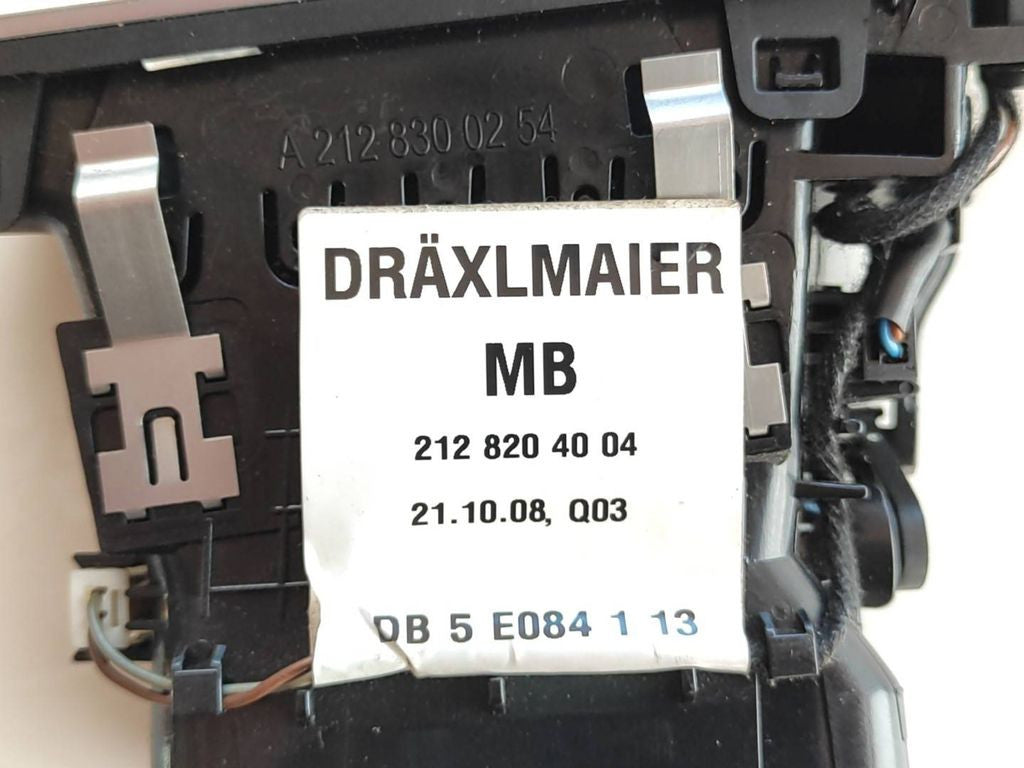 A 212 830 02 54
DRÄXLMAIER
MB
212 820 40 04
21.10.08, Q03
DB 5 E084 1 13